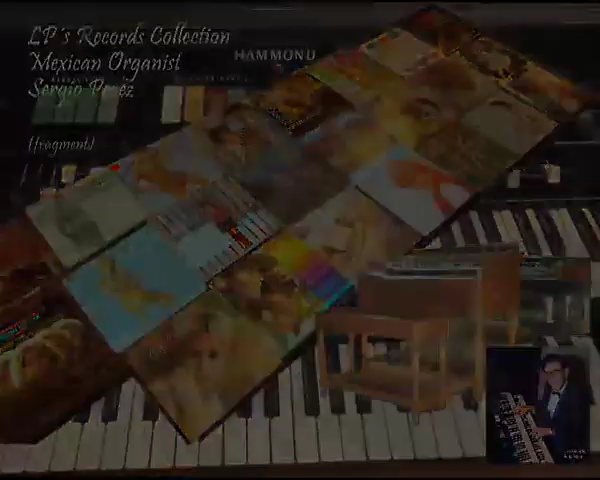 LP´s Records Collection
HAMMOND
Mexican Organist
Sergio Perez
(fragment)